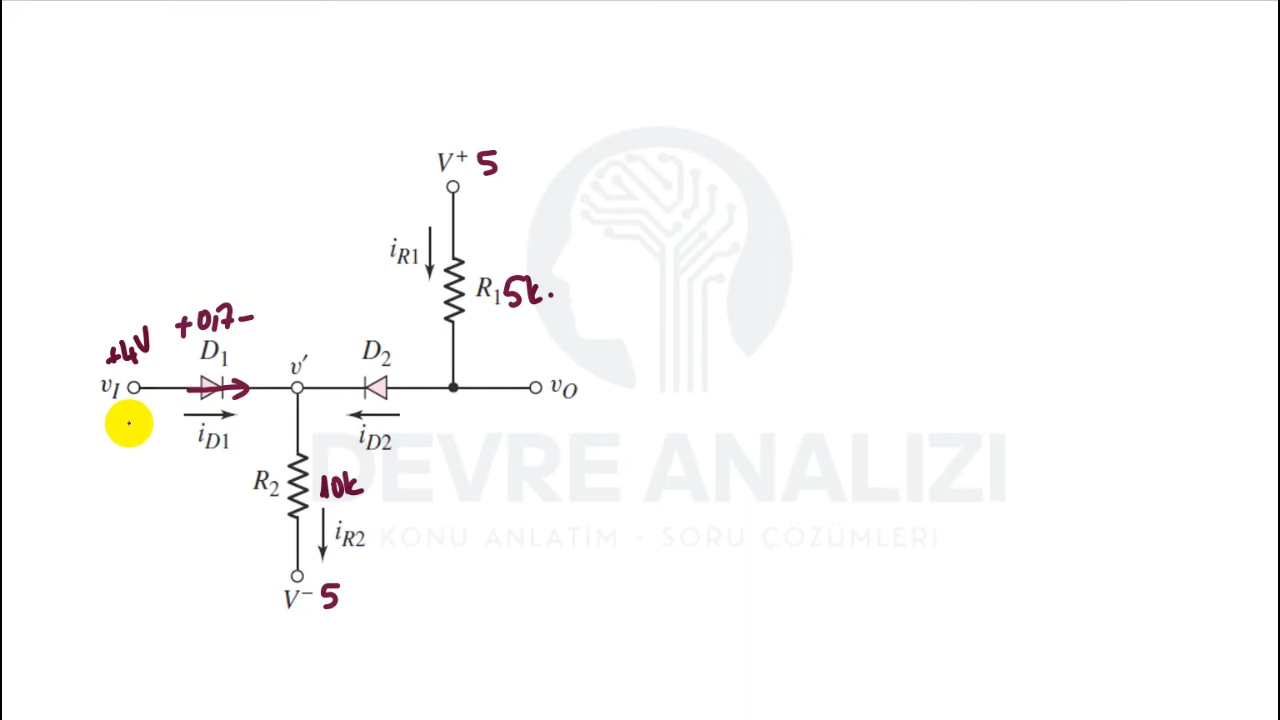 V⁺ 5
i_R1
R₁ 5k.
+4V +0,7-
D₁
v_I
v′
D₂
v_O
i_D1
i_D2
DEVRE ANALIZI
R₂ 10k
KONU ANLATIM - SORU ÇÖZÜMLERİ
i_R2
V⁻ 5